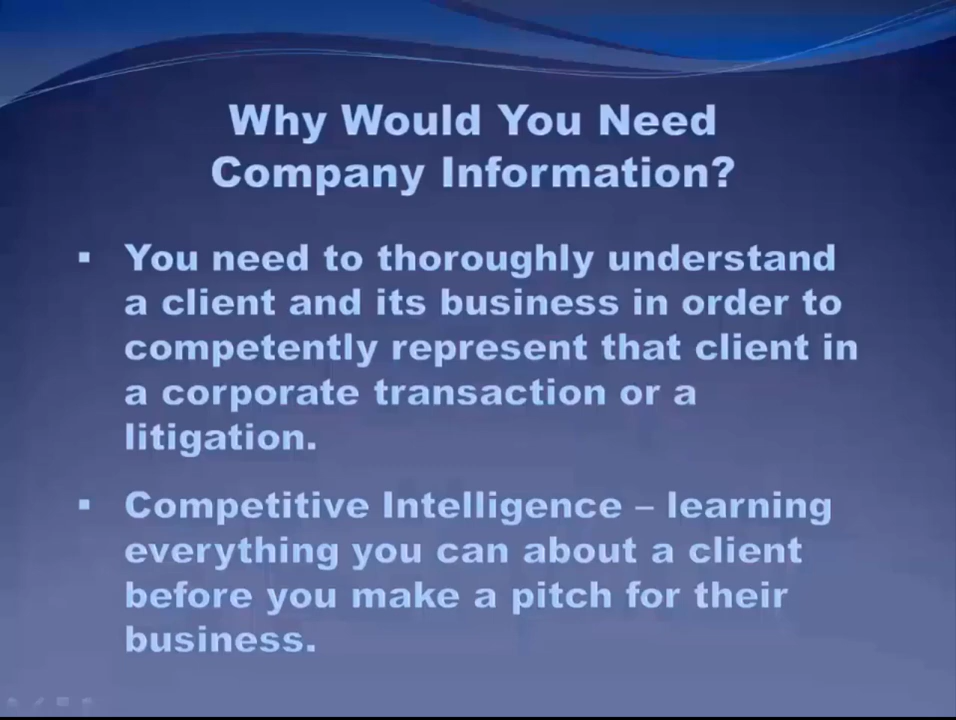 Why Would You Need
Company Information?
▪ You need to thoroughly understand
a client and its business in order to
competently represent that client in
a corporate transaction or a
litigation.
▪ Competitive Intelligence – learning
everything you can about a client
before you make a pitch for their
business.